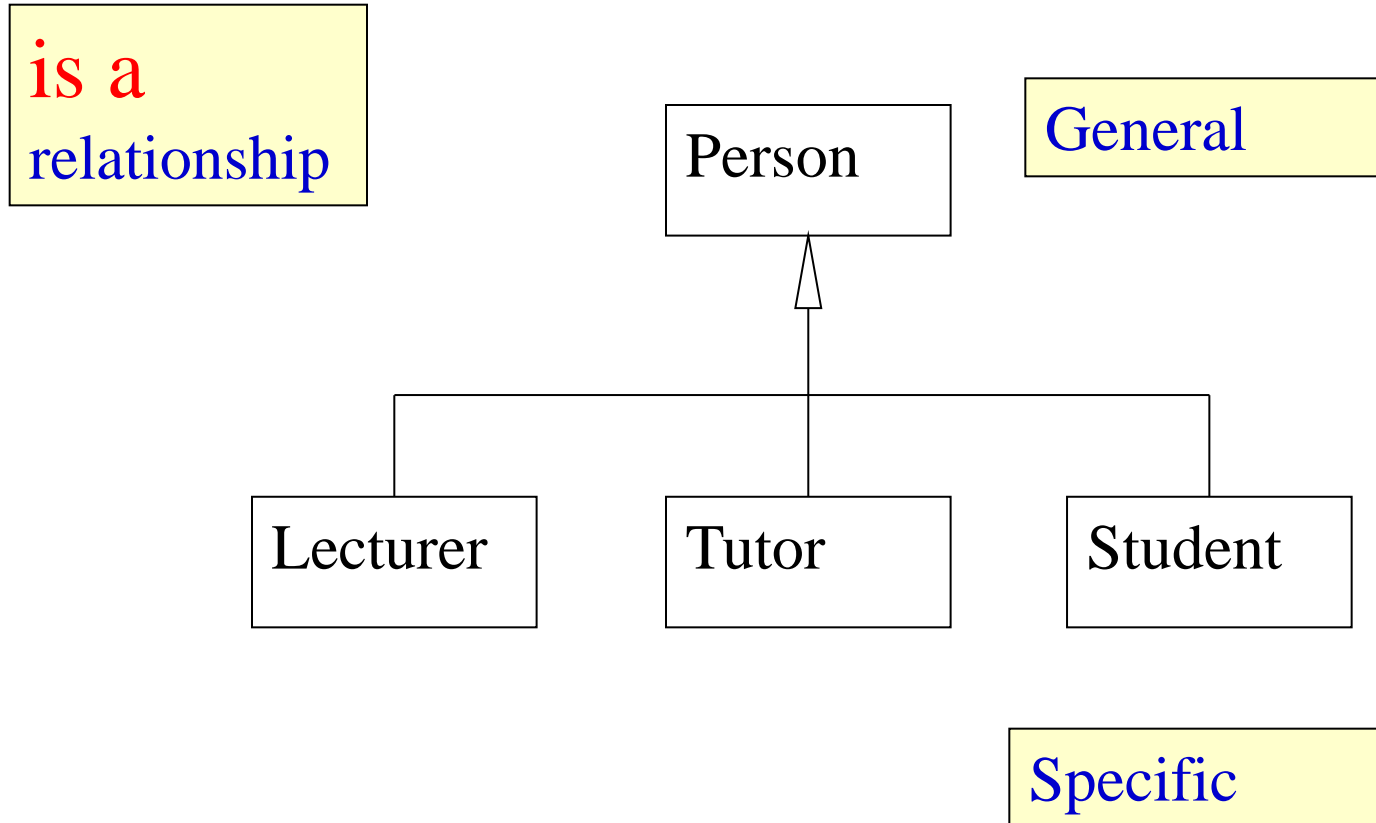 is a
relationship
Person
General
Lecturer
Tutor
Student
Specific